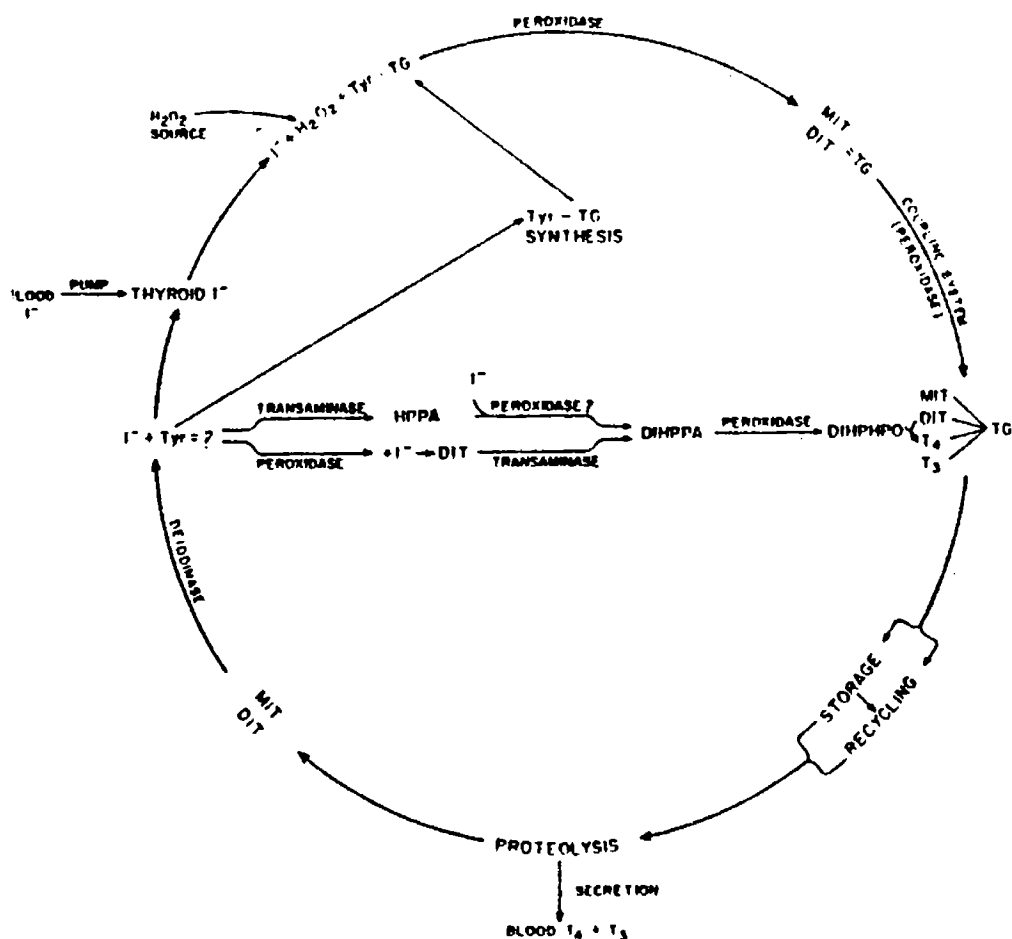 PEROXIDASE
H₂O₂
SOURCE
I⁻ + H₂O₂ + Tyr - TG
MIT
DIT - TG
COUPLING SYSTEM
(PEROXIDASE)
Tyr - TG
SYNTHESIS
PUMP
LOOD
I⁻
THYROID I⁻
I⁻
TRANSAMINASE
HPPA
PEROXIDASE ?
I⁻ + Tyr = ?
PEROXIDASE
+I⁻
DIT
TRANSAMINASE
DIHPPA
PEROXIDASE
DIHPHPO
MIT
DIT
T₄
T₃
TG
DEIODINASE
MIT
DIT
STORAGE
RECYCLING
PROTEOLYSIS
SECRETION
BLOOD T₄ + T₃